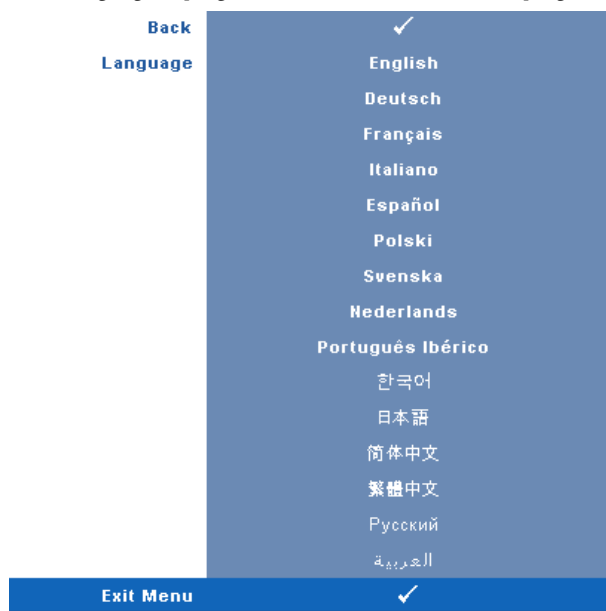 Back ✓
Language English
Deutsch
Français
Italiano
Español
Polski
Svenska
Nederlands
Português Ibérico
한국어
日本語
简体中文
繁體中文
Русский
العربية
Exit Menu ✓